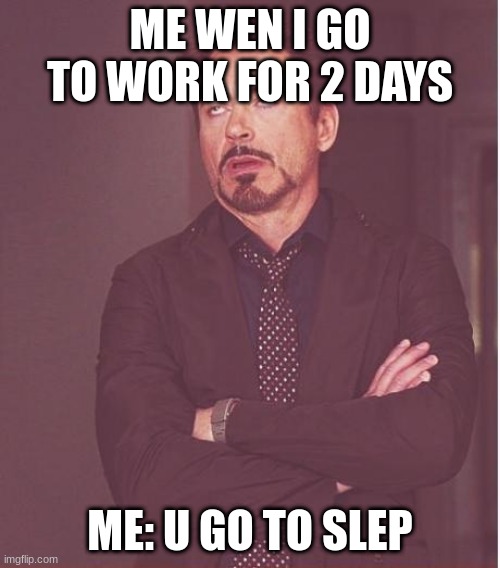 ME WEN I GO
TO WORK FOR 2 DAYS
ME: U GO TO SLEP
imgflip.com